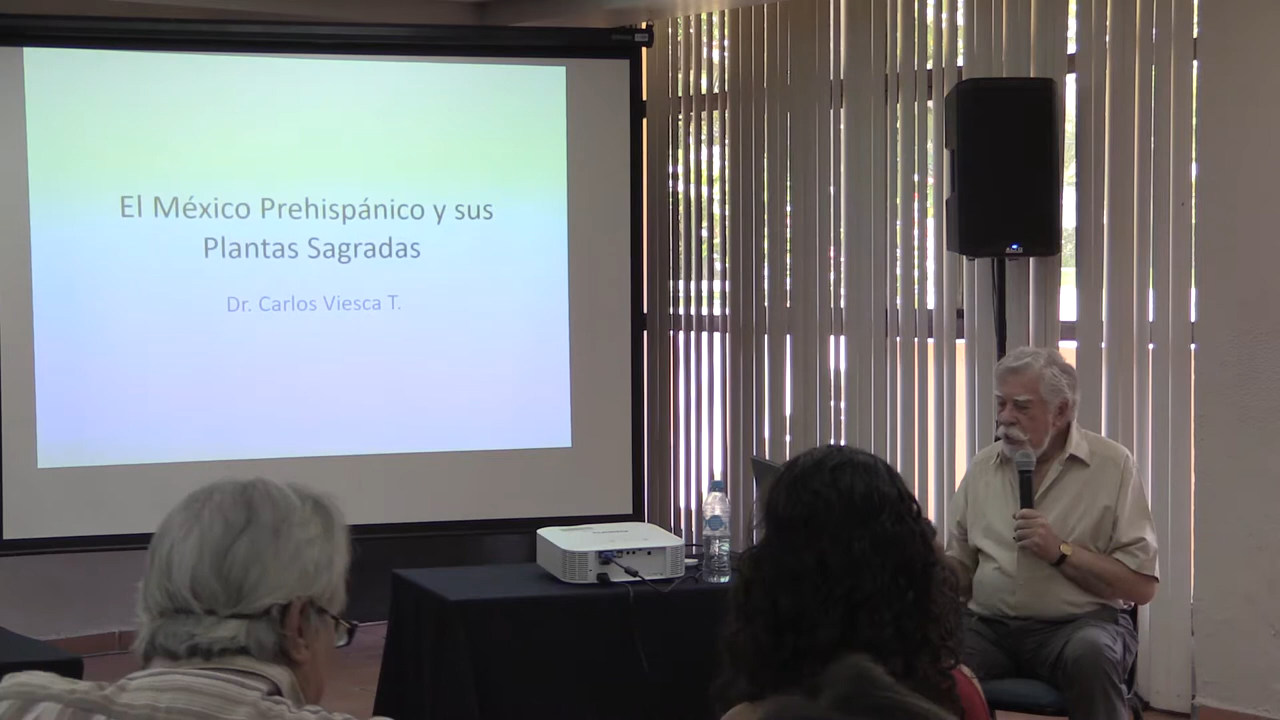 El México Prehispánico y sus
Plantas Sagradas
Dr. Carlos Viesca T.